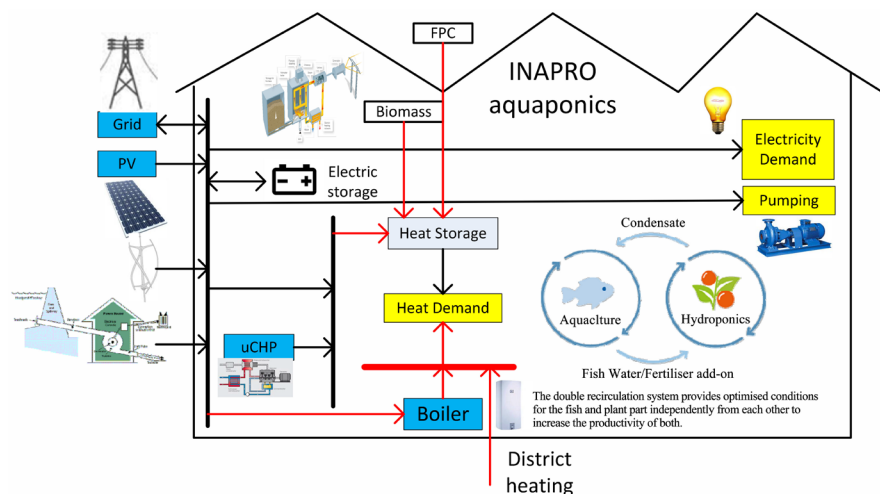 FPC
INAPRO
aquaponics
Biomass
Grid
PV
Electric
storage
Electricity
Demand
Pumping
Heat Storage
Condensate
Heat Demand
Aquaclture
Hydroponics
uCHP
Fish Water/Fertiliser add-on
Boiler
The double recirculation system provides optimised conditions
for the fish and plant part independently from each other to
increase the productivity of both.
District
heating